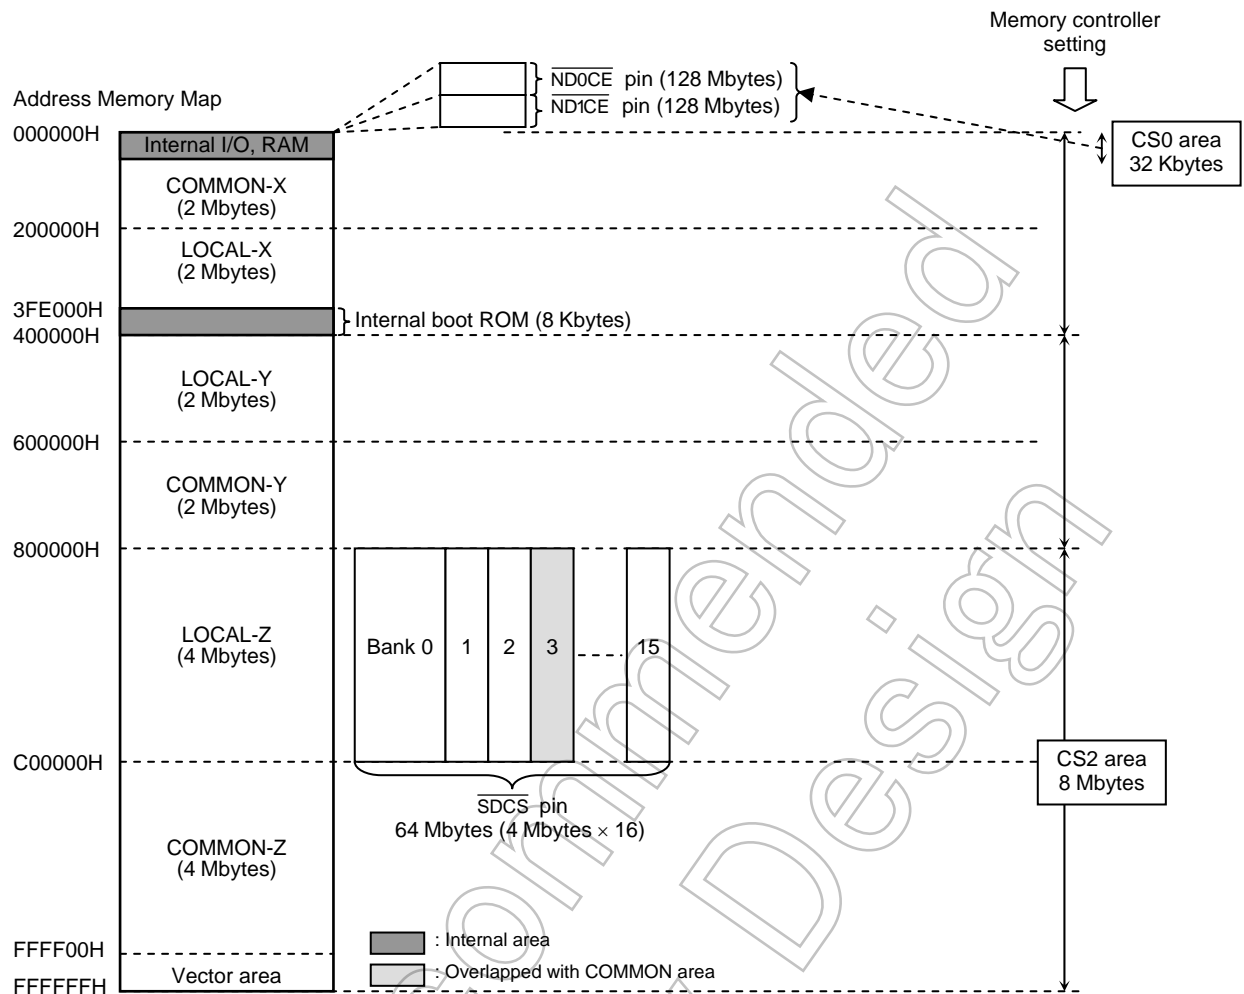 Memory controller
setting
Address Memory Map
ND0CE pin (128 Mbytes)
ND1CE pin (128 Mbytes)
000000H
Internal I/O, RAM
CS0 area
32 Kbytes
COMMON-X
(2 Mbytes)
200000H
LOCAL-X
(2 Mbytes)
3FE000H
Internal boot ROM (8 Kbytes)
400000H
LOCAL-Y
(2 Mbytes)
600000H
COMMON-Y
(2 Mbytes)
800000H
LOCAL-Z
(4 Mbytes)
Bank 0 1 2 3 15
C00000H
CS2 area
8 Mbytes
SDCS pin
64 Mbytes (4 Mbytes × 16)
COMMON-Z
(4 Mbytes)
FFFF00H
: Internal area
Vector area
: Overlapped with COMMON area
FFFFFFH
commended
Design